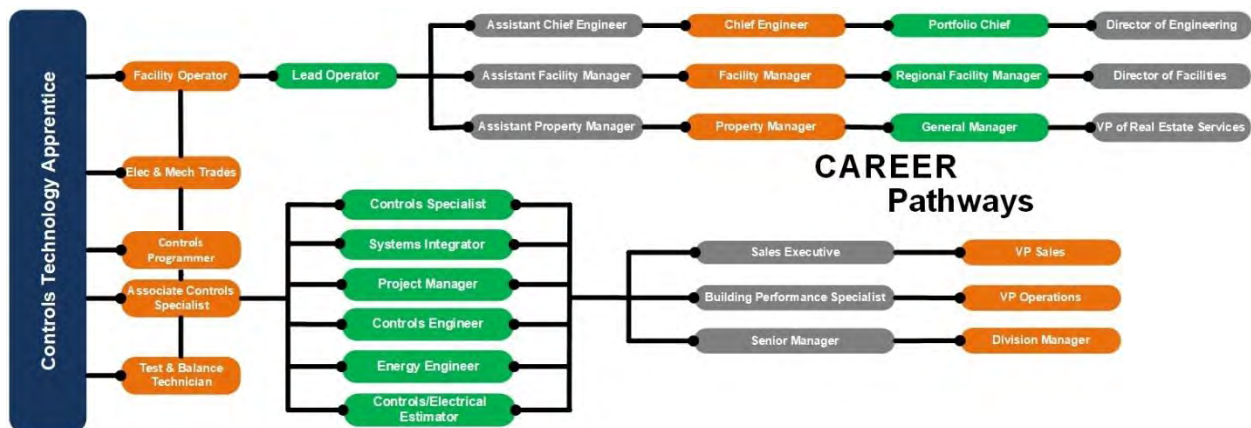 Controls Technology Apprentice
Facility Operator
Lead Operator
Assistant Chief Engineer
Chief Engineer
Portfolio Chief
Director of Engineering
Assistant Facility Manager
Facility Manager
Regional Facility Manager
Director of Facilities
Assistant Property Manager
Property Manager
General Manager
VP of Real Estate Services
CAREER
Pathways
Elec & Mech Trades
Controls
Programmer
Associate Controls
Specialist
Test & Balance
Technician
Controls Specialist
Systems Integrator
Project Manager
Controls Engineer
Energy Engineer
Controls/Electrical
Estimator
Sales Executive
VP Sales
Building Performance Specialist
VP Operations
Senior Manager
Division Manager